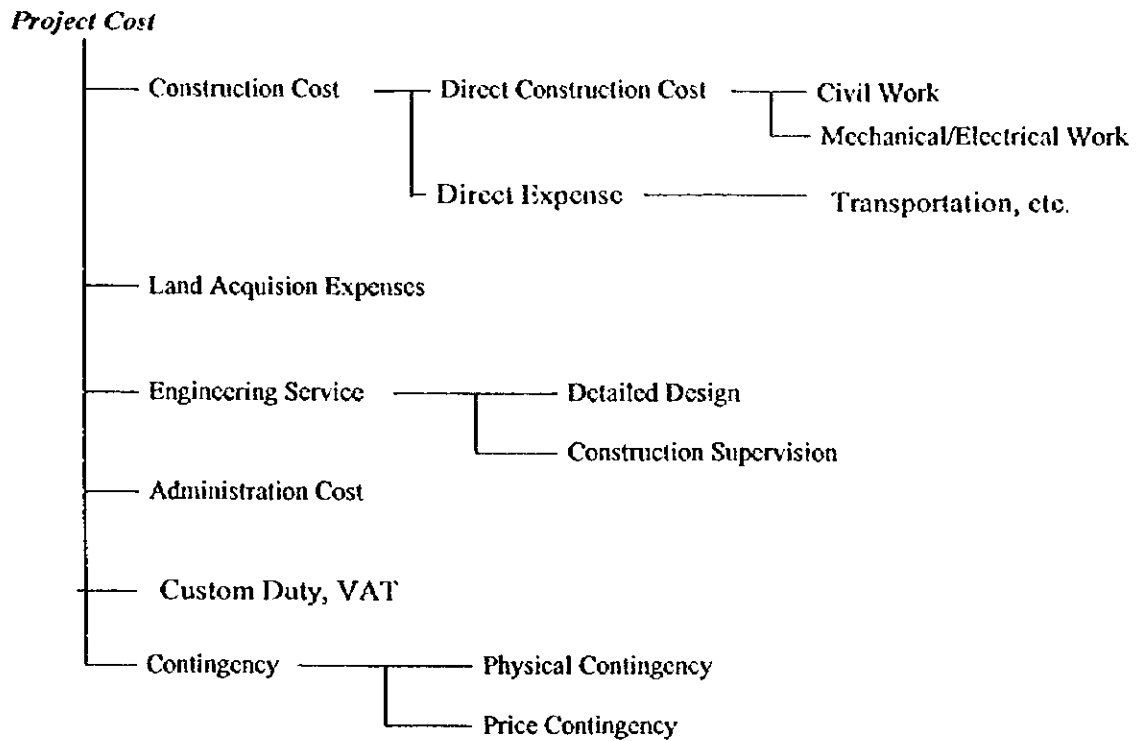 Project Cost
Construction Cost Direct Construction Cost Civil Work
Mechanical/Electrical Work
Direct Expense Transportation, etc.
Land Acquision Expenses
Engineering Service Detailed Design
Construction Supervision
Administration Cost
Custom Duty, VAT
Contingency Physical Contingency
Price Contingency